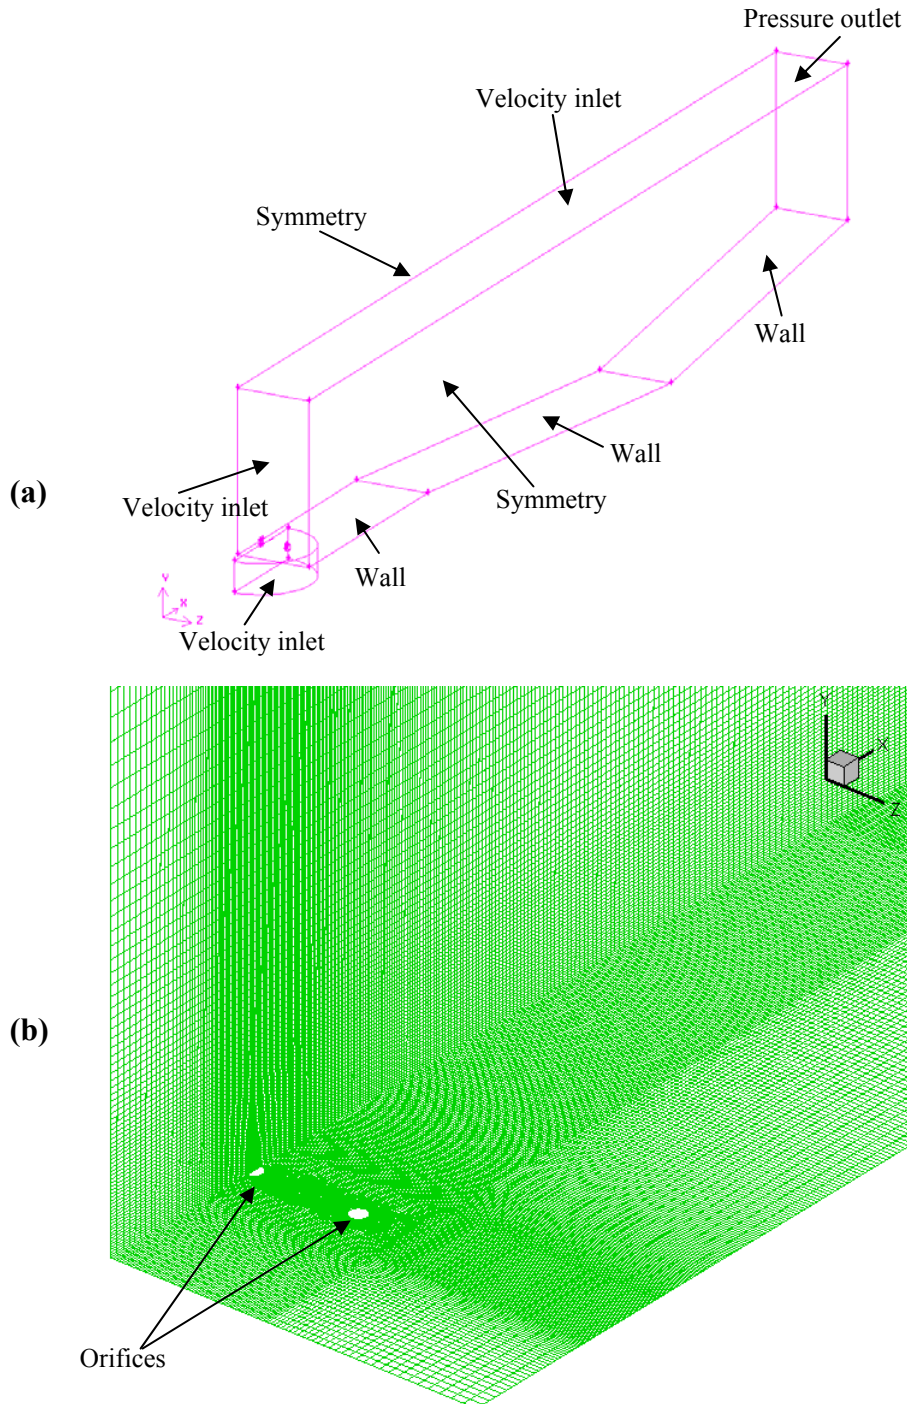 Pressure outlet
Velocity inlet
Symmetry
Wall
Wall
(a)
Velocity inlet
Symmetry
Wall
Y
X
Z
Velocity inlet
Y
X
Z
(b)
Orifices